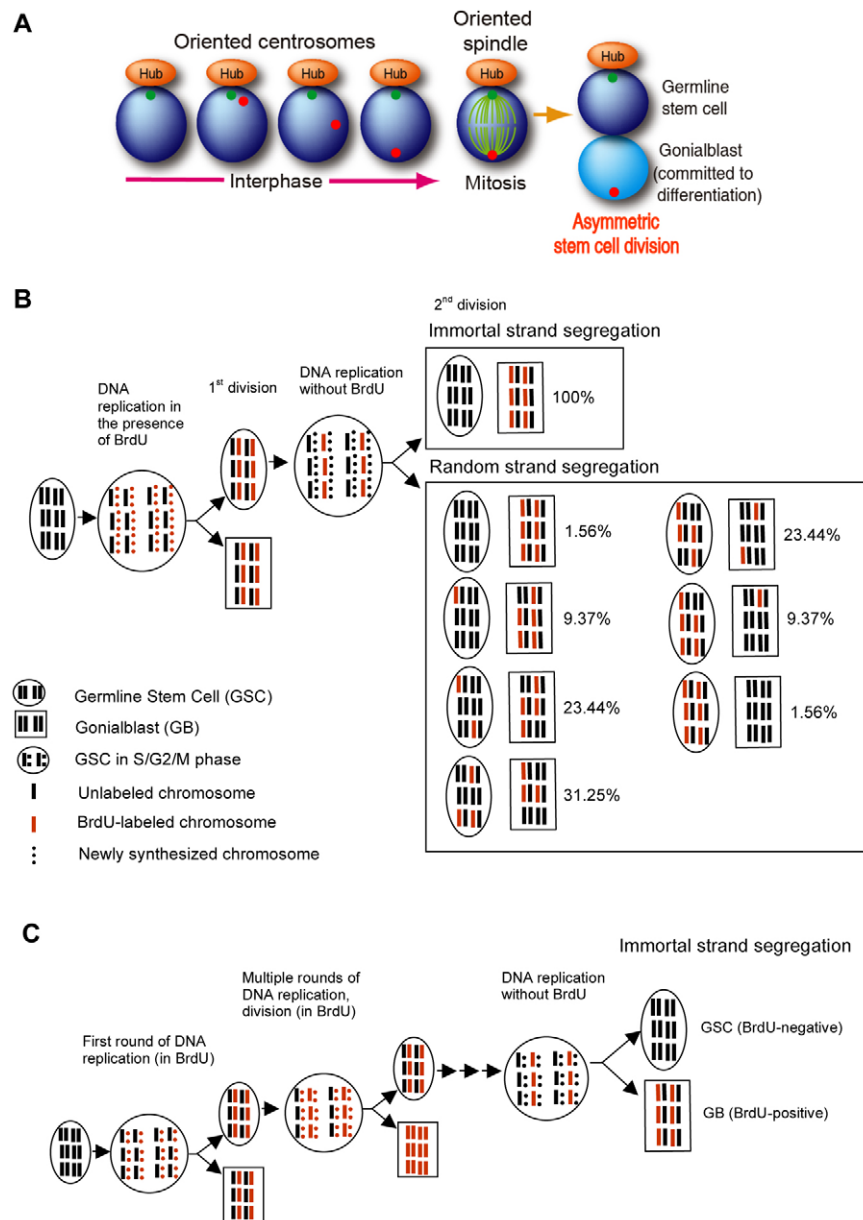 A
Oriented centrosomes
Oriented
spindle
Hub
Hub
Hub
Hub
Hub
Hub
Germline
stem cell
Gonialblast
(committed to
differentiation)
Interphase
Mitosis
Asymmetric
stem cell division
B
2nd division
Immortal strand segregation
DNA
replication in
the presence
of BrdU
1st division
DNA replication
without BrdU
100%
Random strand segregation
1.56%
23.44%
9.37%
9.37%
23.44%
1.56%
31.25%
Germline Stem Cell (GSC)
Gonialblast (GB)
GSC in S/G2/M phase
Unlabeled chromosome
BrdU-labeled chromosome
Newly synthesized chromosome
C
Immortal strand segregation
Multiple rounds of
DNA replication,
division (in BrdU)
DNA replication
without BrdU
First round of DNA
replication (in BrdU)
GSC (BrdU-negative)
GB (BrdU-positive)